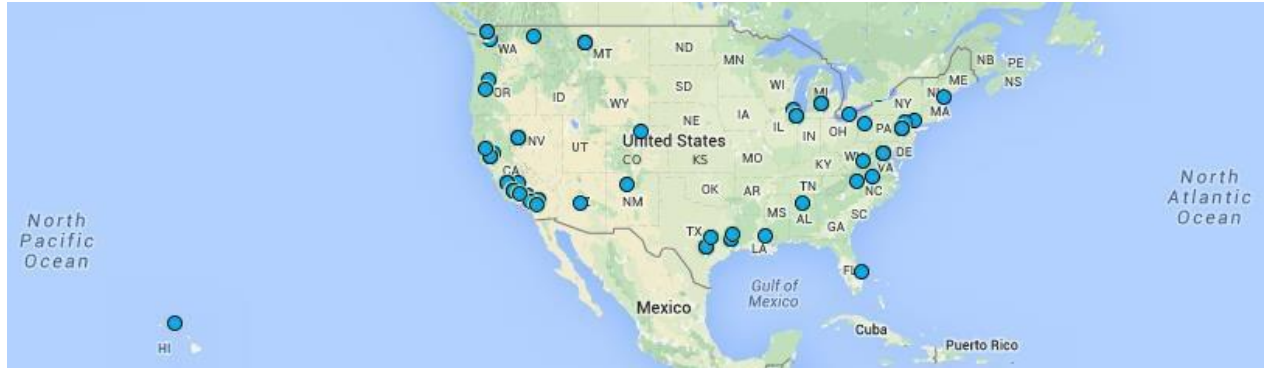 WA
MT
ND
MN
NB
PE
ME
NS
OR
ID
SD
WI
MI
NY
MA
WY
IA
NE
IL
IN
OH
PA
NV
UT
United States
CO
KS
MO
KY
VA
DE
CA
OK
AR
TN
NC
NM
MS
AL
SC
GA
TX
LA
FL
North
Pacific
Ocean
North
Atlantic
Ocean
Gulf of
Mexico
Mexico
Cuba
Puerto Rico
HI